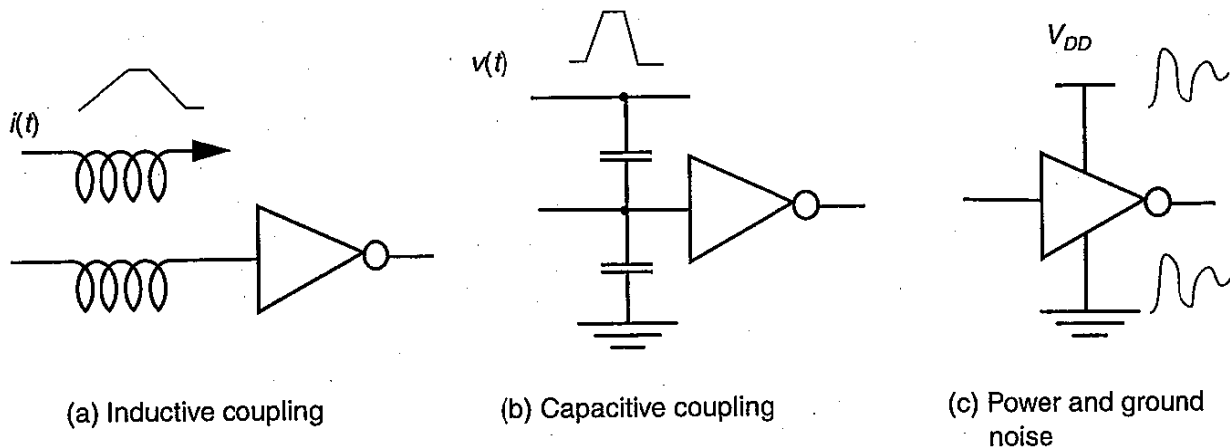 i(t)
v(t)
V_DD
(a) Inductive coupling
(b) Capacitive coupling
(c) Power and ground
noise